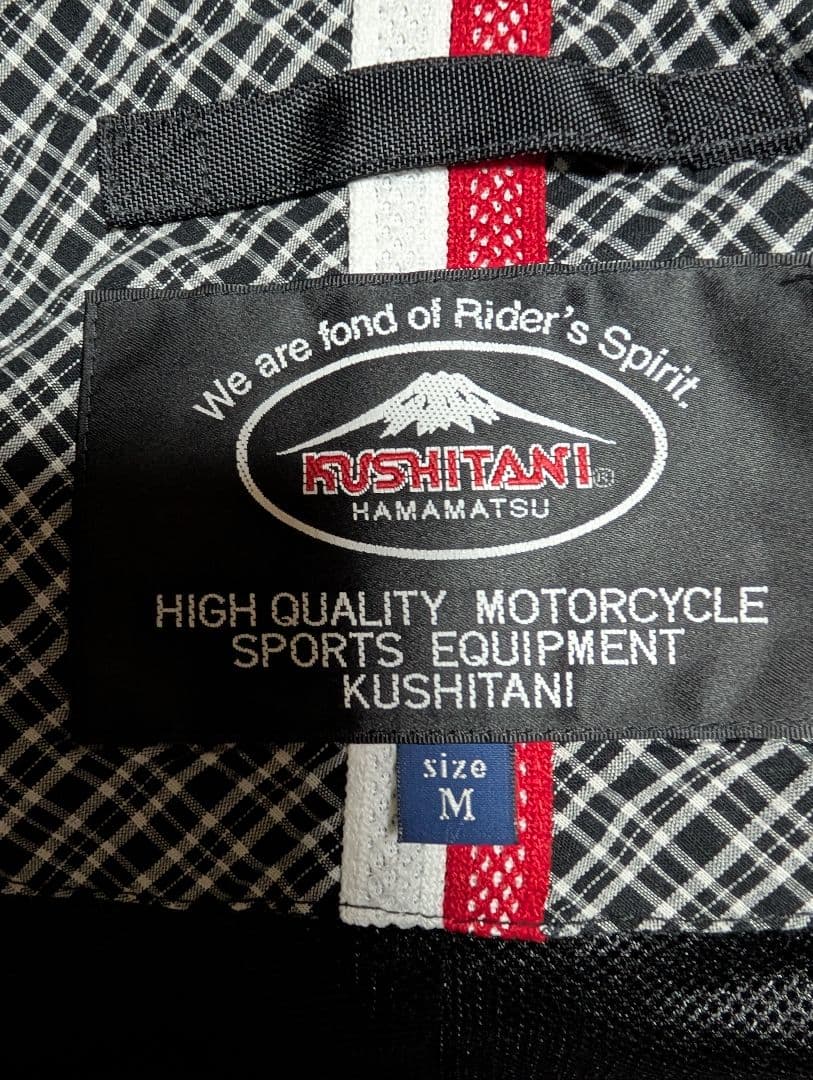 We are fond of Rider's Spirit.
KUSHITANI®
HAMAMATSU
HIGH QUALITY MOTORCYCLE
SPORTS EQUIPMENT
KUSHITANI
size
M